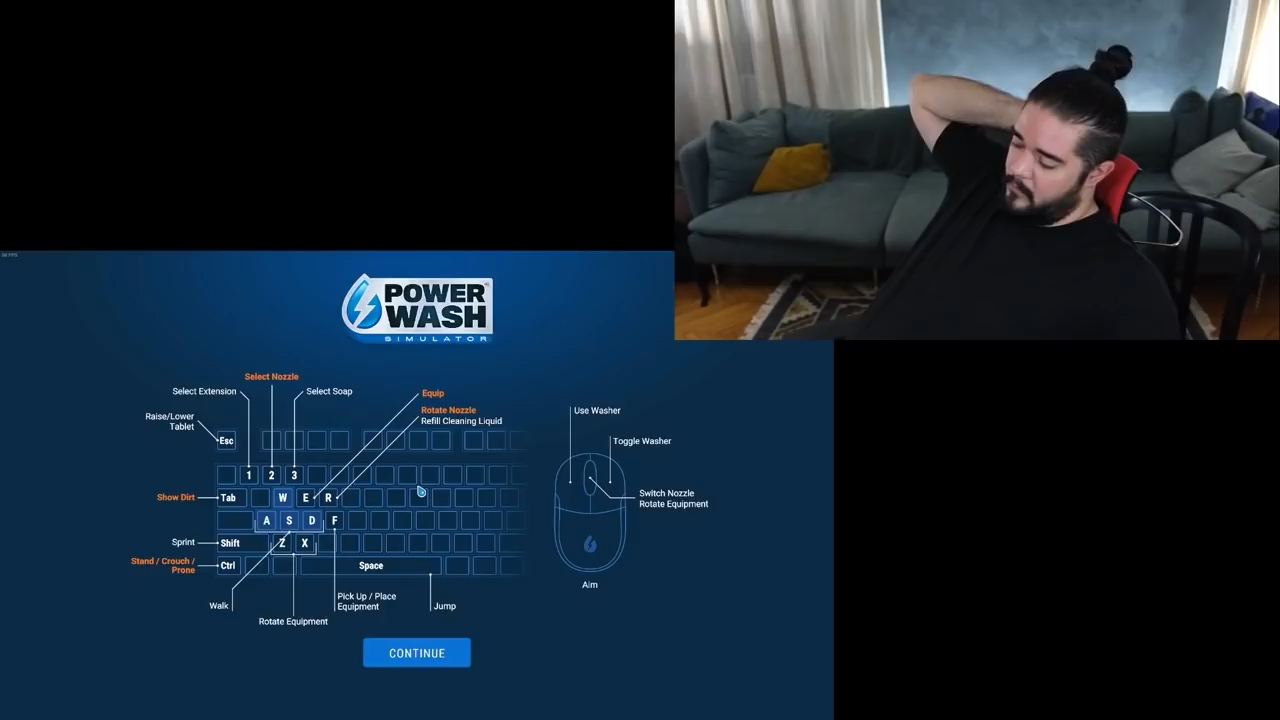 POWER
WASH
SIMULATOR
Select Nozzle
Select Extension
Select Soap
Equip
Rotate Nozzle
Refill Cleaning Liquid
Raise/Lower
Tablet
Use Washer
Toggle Washer
Esc
1 2 3
Show Dirt
Tab
W E R
Switch Nozzle
Rotate Equipment
A S D F
Sprint
Shift
Z X
Stand / Crouch /
Prone
Ctrl
Space
Aim
Walk
Pick Up / Place
Equipment
Jump
Rotate Equipment
CONTINUE